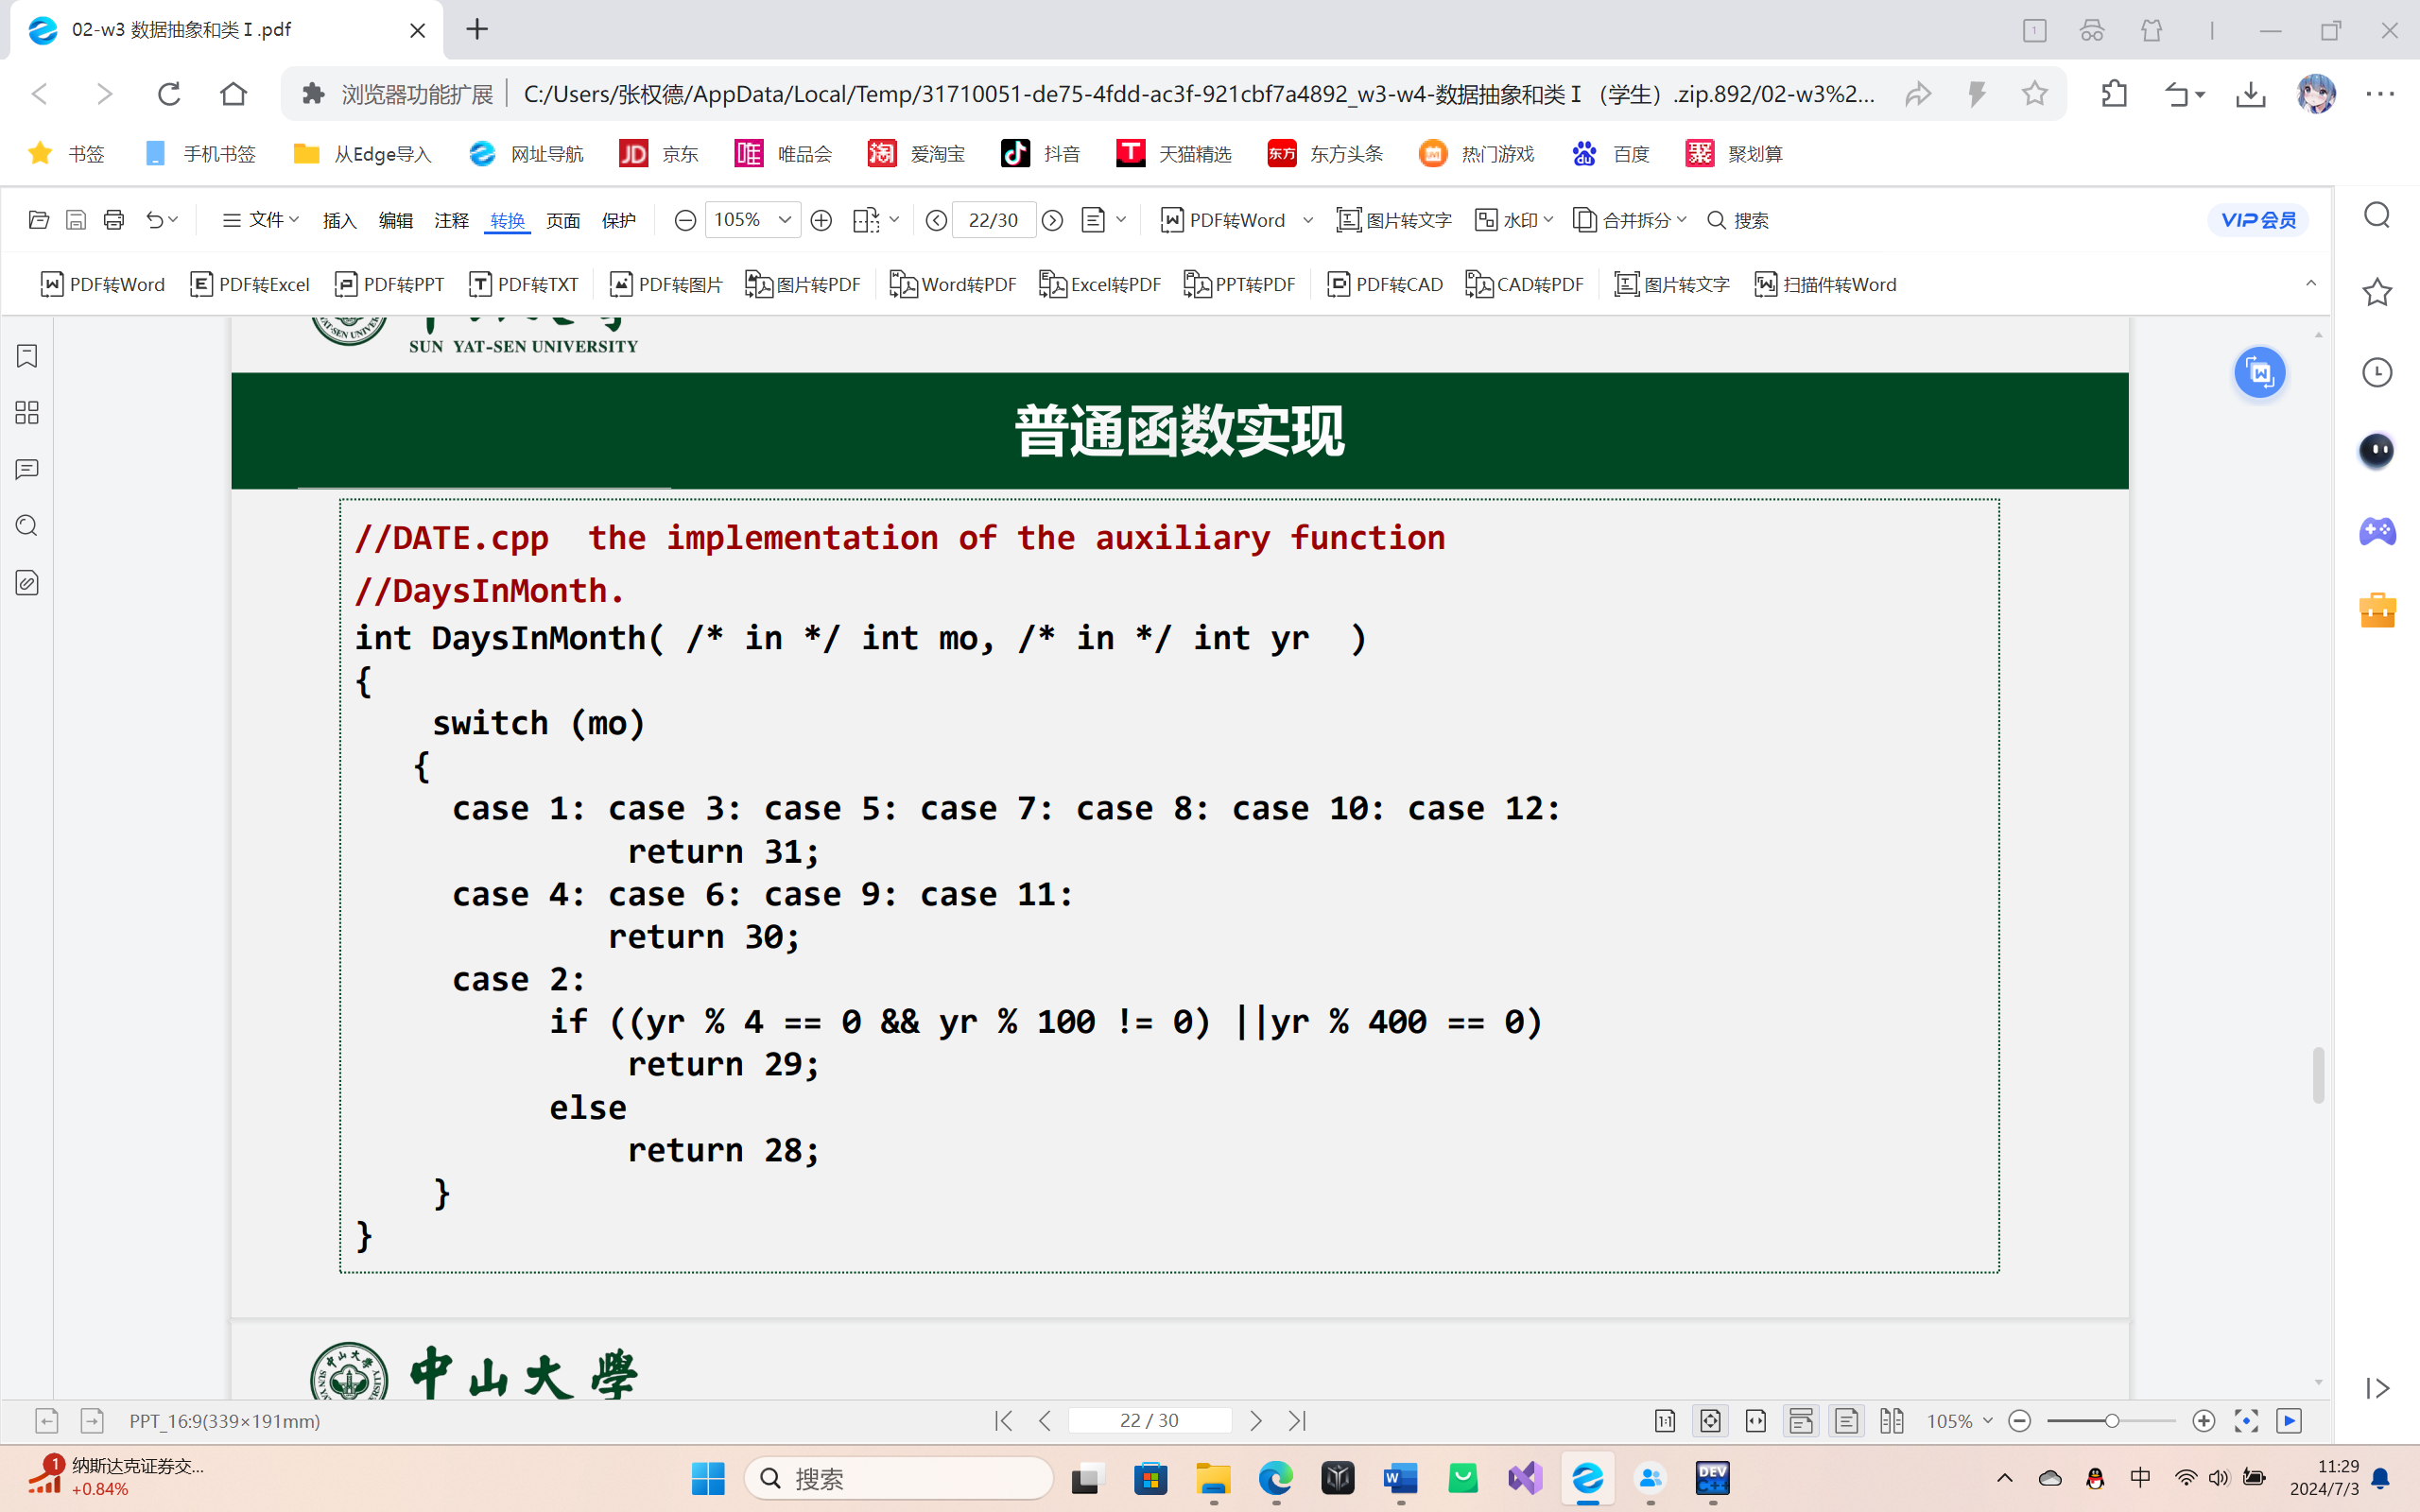 02-w3 数据抽象和类Ⅰ.pdf
浏览器功能扩展 C:/Users/张权德/AppData/Local/Temp/31710051-de75-4fdd-ac3f-921cbf7a4892_w3-w4-数据抽象和类Ⅰ（学生）.zip.892/02-w3%2...
书签 手机书签 从Edge导入 网址导航 JD 京东 唯 唯品会 淘 爱淘宝 抖音 T 天猫精选 东方 东方头条 LIVE 热门游戏 du 百度 聚 聚划算
文件 插入 编辑 注释 转换 页面 保护 105% 22/30 PDF转Word 图片转文字 水印 合并拆分 搜索 VIP会员
PDF转Word PDF转Excel PDF转PPT PDF转TXT PDF转图片 图片转PDF Word转PDF Excel转PDF PPT转PDF PDF转CAD CAD转PDF 图片转文字 扫描件转Word
SUN YAT-SEN UNIVERSITY
普通函数实现
//DATE.cpp  the implementation of the auxiliary function
//DaysInMonth.
int DaysInMonth( /* in */ int mo, /* in */ int yr  )
{
switch (mo)
{
case 1: case 3: case 5: case 7: case 8: case 10: case 12:
return 31;
case 4: case 6: case 9: case 11:
return 30;
case 2:
if ((yr % 4 == 0 && yr % 100 != 0) ||yr % 400 == 0)
return 29;
else
return 28;
}
}
中山大學
PPT_16:9(339×191mm) 22 / 30 1:1 105%
1 纳斯达克证券交...
+0.84%
搜索
DEV C++
中
11:29
2024/7/3